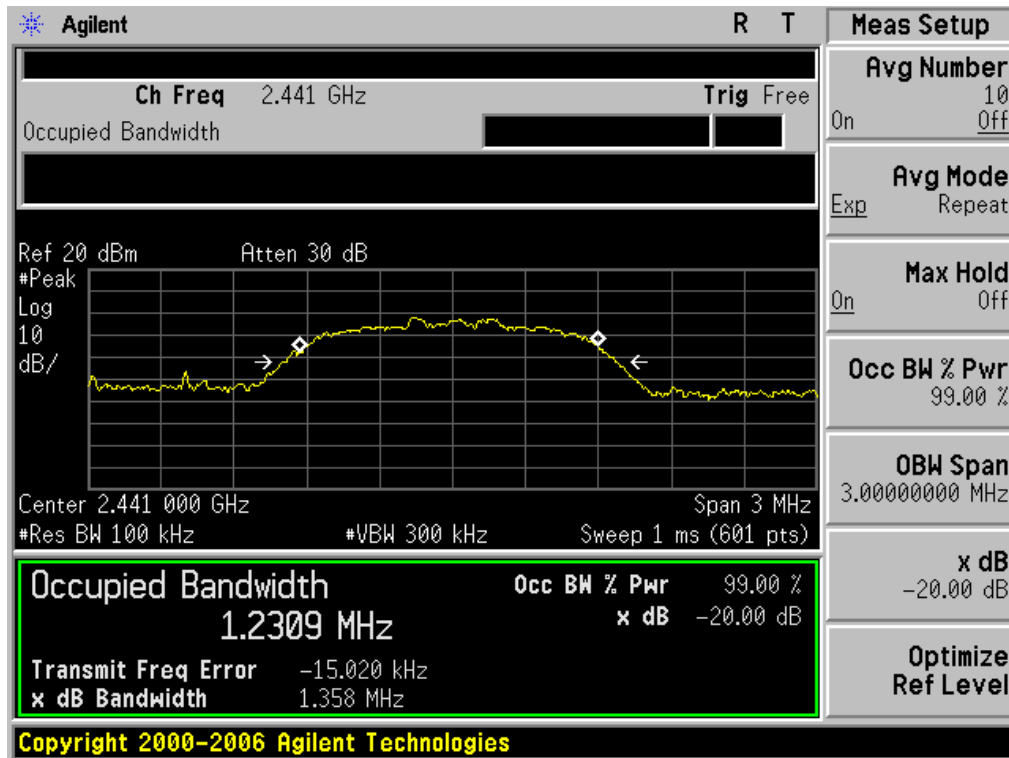 Agilent R T
Ch Freq 2.441 GHz Trig Free
Occupied Bandwidth
Ref 20 dBm Atten 30 dB
#Peak
Log
10
dB/
Center 2.441 000 GHz Span 3 MHz
#Res BW 100 kHz #VBW 300 kHz Sweep 1 ms (601 pts)
Occupied Bandwidth Occ BW % Pwr 99.00 %
1.2309 MHz x dB -20.00 dB
Transmit Freq Error -15.020 kHz
x dB Bandwidth 1.358 MHz
Copyright 2000-2006 Agilent Technologies
Meas Setup
Avg Number
10
On Off
Avg Mode
Exp Repeat
Max Hold
On Off
Occ BW % Pwr
99.00 %
OBW Span
3.00000000 MHz
x dB
-20.00 dB
Optimize
Ref Level